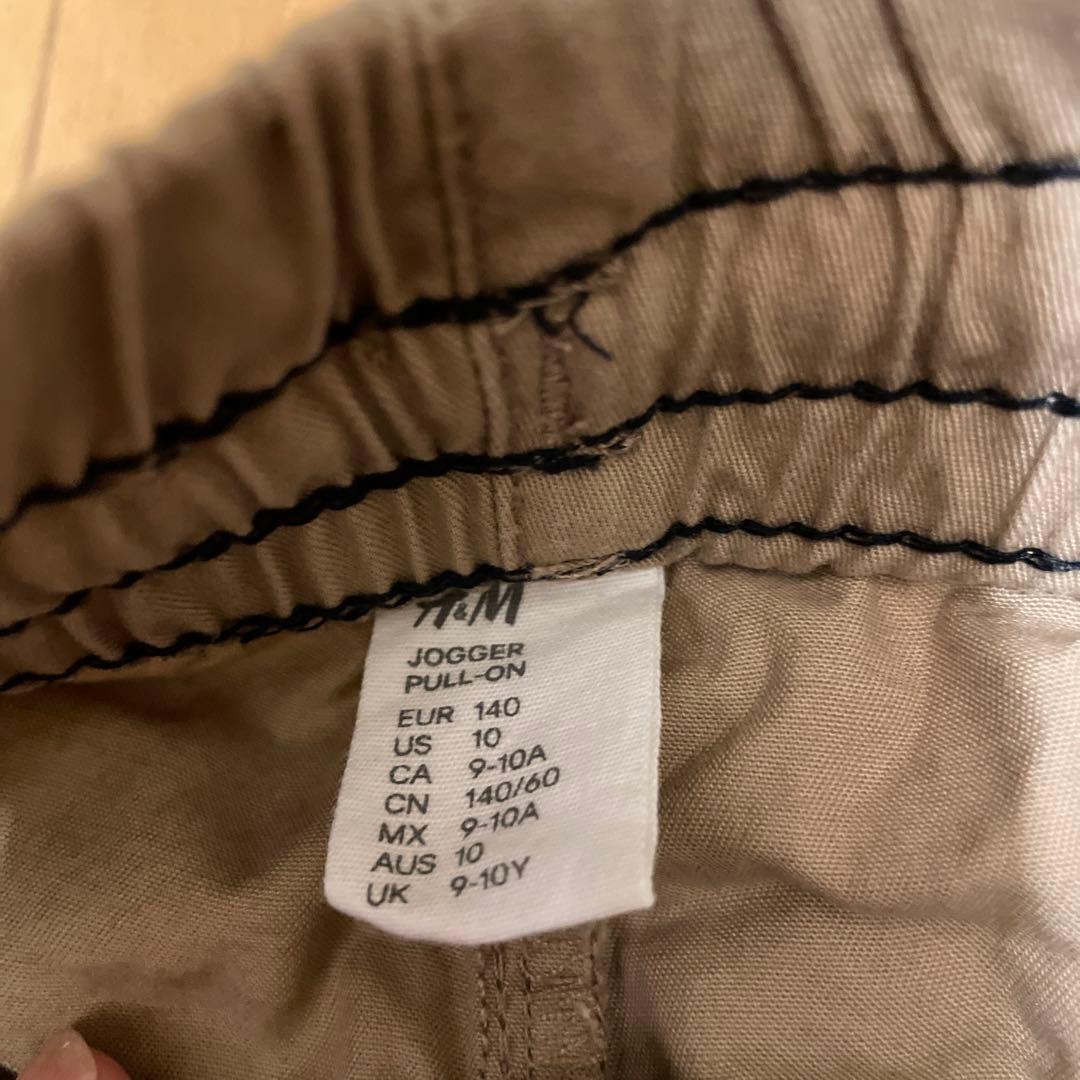 H&M
JOGGER
PULL-ON
EUR 140
US 10
CA 9-10A
CN 140/60
MX 9-10A
AUS 10
UK 9-10Y